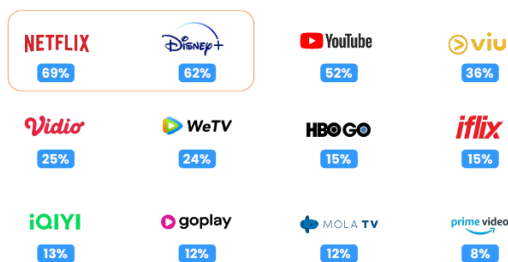 NETFLIX Disney+ YouTube viu
69% 62% 52% 36%
Vidio WeTV HBO GO iflix
25% 24% 15% 15%
iQIYI goplay MOLA TV prime video
13% 12% 12% 8%